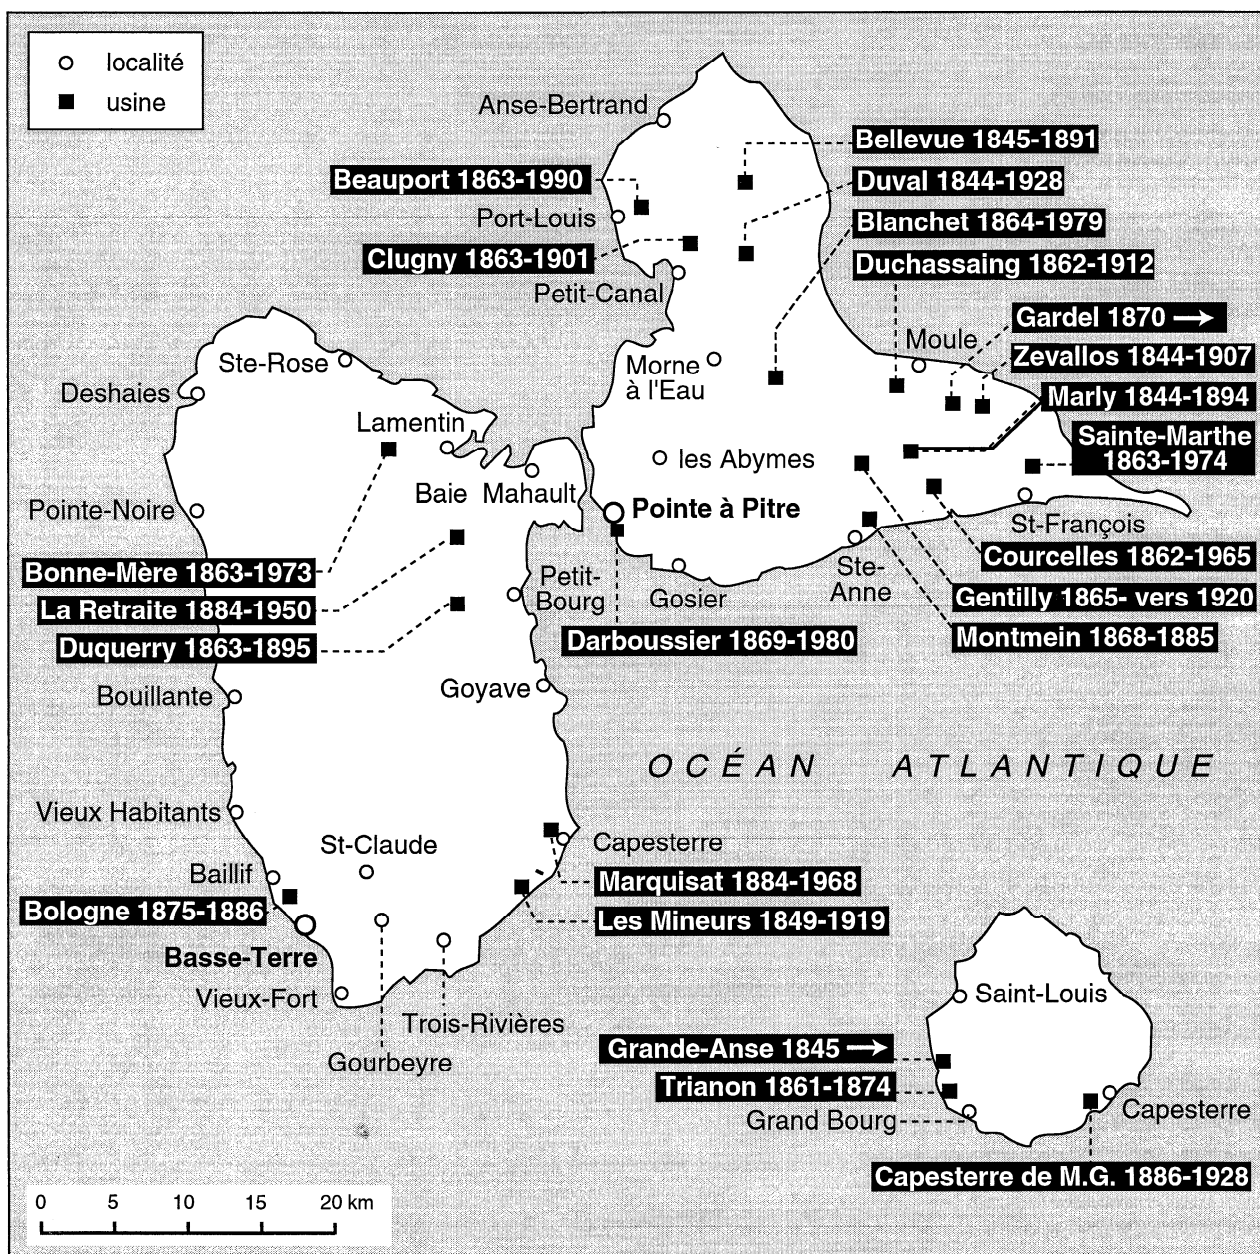 localité
usine
Anse-Bertrand
Bellevue 1845-1891
Beauport 1863-1990
Duval 1844-1928
Port-Louis
Blanchet 1864-1979
Clugny 1863-1901
Duchassaing 1862-1912
Petit-Canal
Gardel 1870 →
Moule
Ste-Rose
Morne
à l'Eau
Zevallos 1844-1907
Deshaies
Marly 1844-1894
Lamentin
Sainte-Marthe
1863-1974
les Abymes
Baie Mahault
Pointe-Noire
Pointe à Pitre
St-François
Courcelles 1862-1965
Bonne-Mère 1863-1973
Petit-
Bourg
Gosier
Ste-
Anne
Gentilly 1865- vers 1920
La Retraite 1884-1950
Darboussier 1869-1980
Montmein 1868-1885
Duquerry 1863-1895
Bouillante
Goyave
OCÉAN ATLANTIQUE
Vieux Habitants
St-Claude
Capesterre
Baillif
Marquisat 1884-1968
Bologne 1875-1886
Les Mineurs 1849-1919
Basse-Terre
Vieux-Fort
Saint-Louis
Trois-Rivières
Gourbeyre
Grande-Anse 1845 →
Trianon 1861-1874
Grand Bourg
Capesterre
Capesterre de M.G. 1886-1928
0 5 10 15 20 km